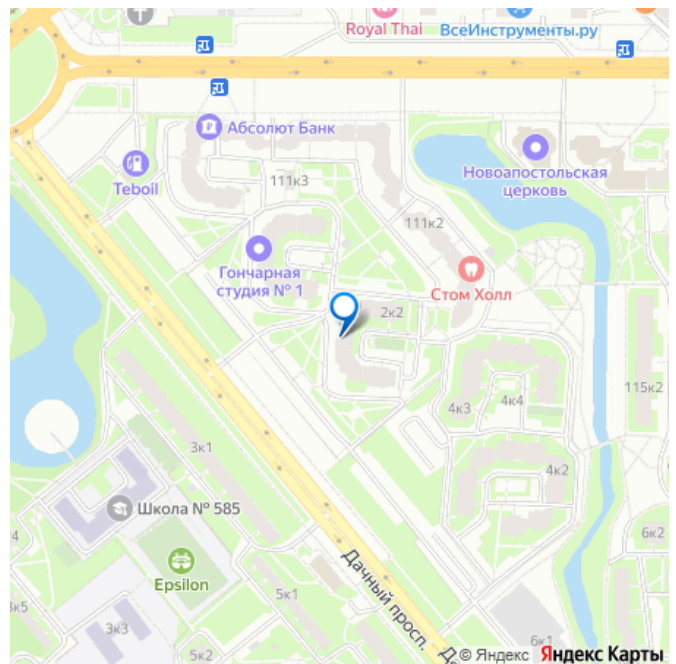 Royal Thai
ВсеИнструменты.ру
Абсолют Банк
Teboil
111к3
Новоапостольская
церковь
111к2
Гончарная
студия № 1
Стом Холл
2к2
115к2
4к3
4к4
3к1
4к2
Школа № 585
4
6к2
Epsilon
Дачный просп.
5к1
3к3
5к2
6к1
© Яндекс Яндекс Карты